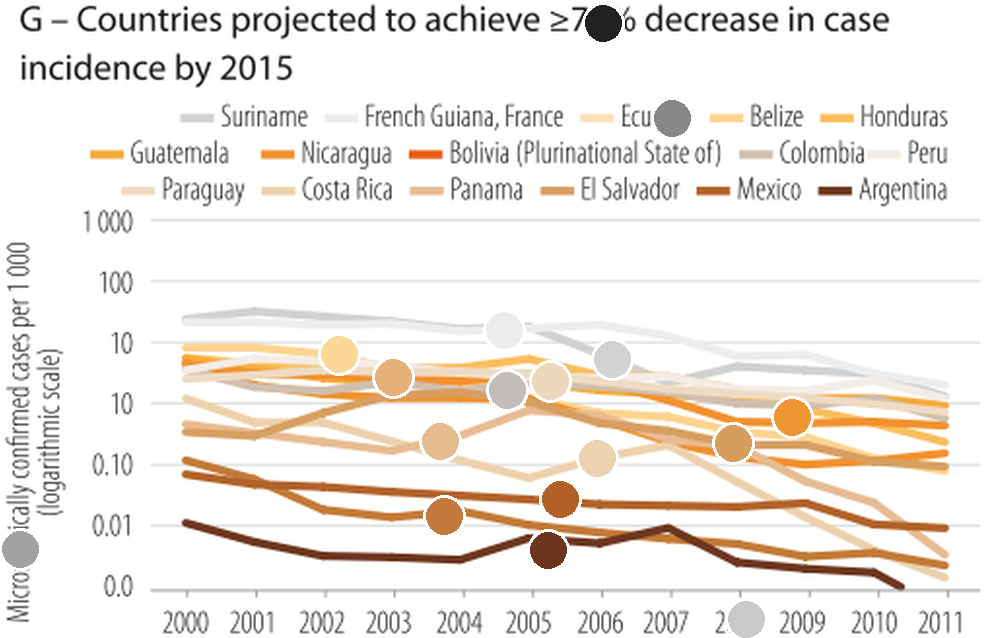 G – Countries projected to achieve decrease in case
incidence by 2015
Suriname French Guiana, France Belize Honduras
Guatemala Nicaragua Bolivia (Plurinational State of) Colombia Peru
Paraguay Costa Rica Panama El Salvador Mexico Argentina
confirmed cases per 1 000
(logarithmic scale)
1 000
100
10
10
0.10
0.01
0.0
2000 2001 2002 2003 2004 2005 2006 2007 2009 2010 2011